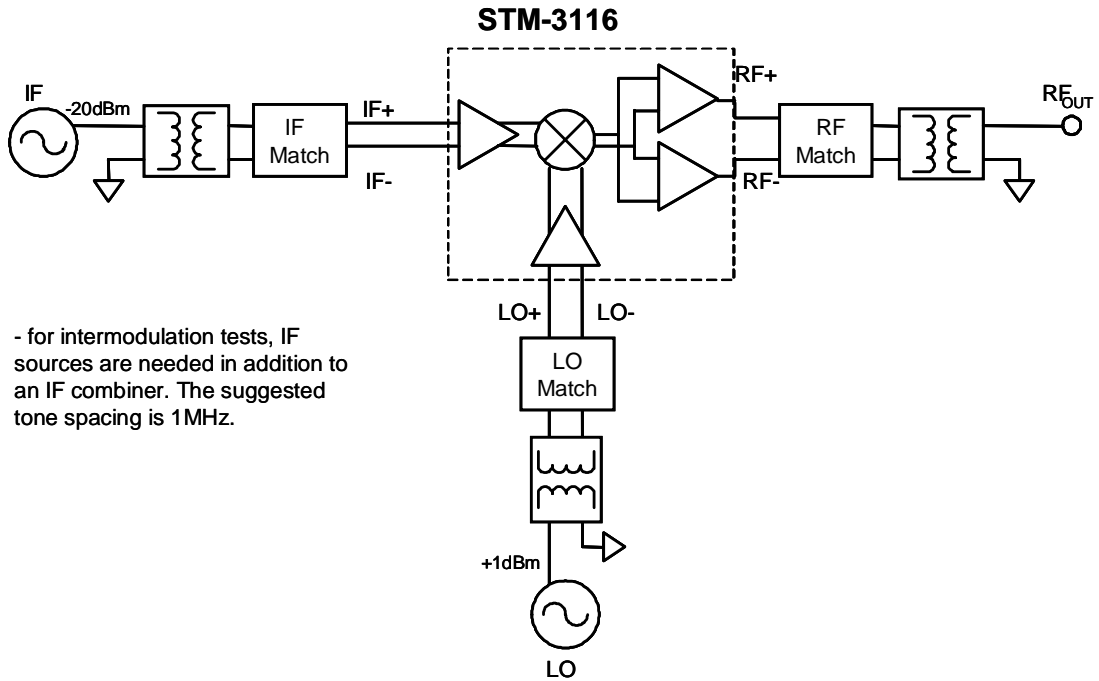 STM-3116
IF
-20dBm
IF+
IF
Match
IF-
RF+
RF
Match
RF-
RFOUT
LO+
LO-
- for intermodulation tests, IF
sources are needed in addition to
an IF combiner. The suggested
tone spacing is 1MHz.
LO
Match
+1dBm
LO